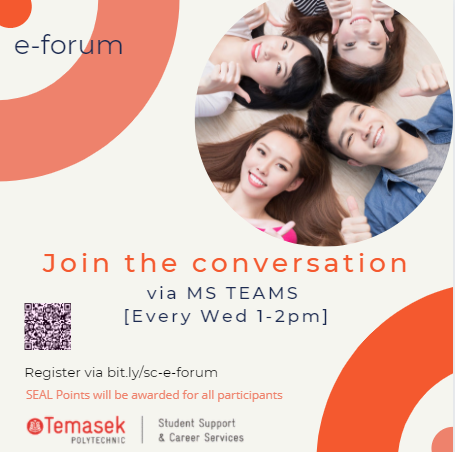 e-forum
Join the conversation
via MS TEAMS
[Every Wed 1-2pm]
Register via bit.ly/sc-e-forum
SEAL Points will be awarded for all participants
Temasek
POLYTECHNIC
Student Support
& Career Services